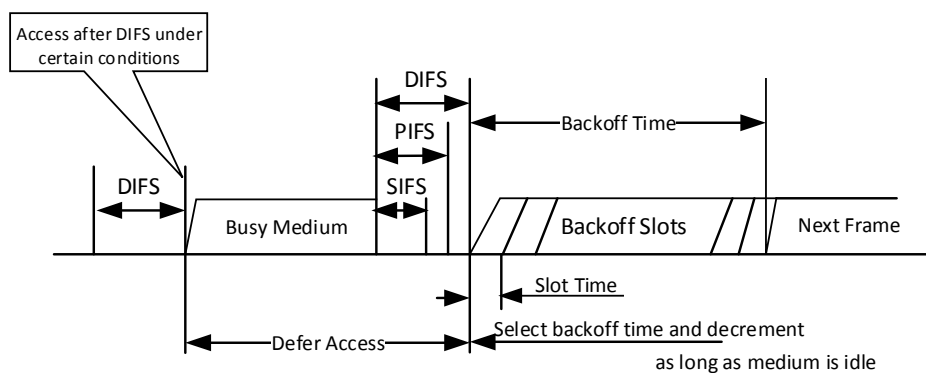 Access after DIFS under
certain conditions
DIFS
DIFS
PIFS
SIFS
Backoff Time
Busy Medium
Backoff Slots
Next Frame
Slot Time
Defer Access
Select backoff time and decrement
as long as medium is idle